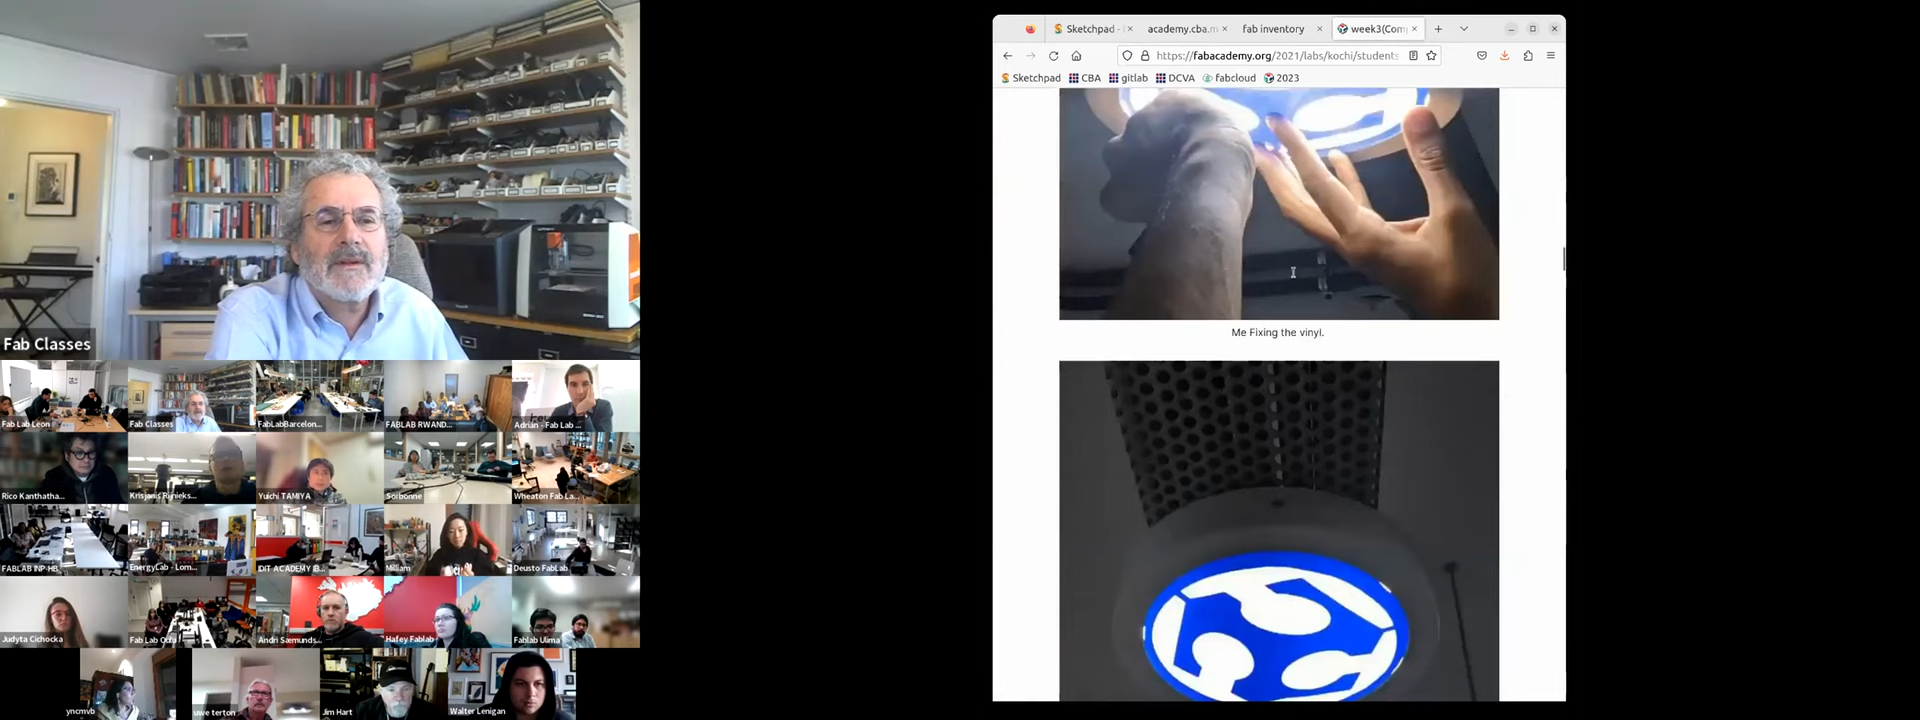 Fab Classes
Fab Lab Leon
Fab Classes
FabLabBarcelon...
FABLAB RWAND...
Adrián - Fab Lab ...
Rico Kanthatha...
Krisjanis Rijnieks...
Yuichi TAMIYA
Sorbonne
Wheaton Fab La...
FABLAB INP-HB
EnergyLab - Lom...
Miriam
Deusto FabLab
Judyta Cichocka
Andri Sæmunds...
Hafey Fablab
Fablab Ulima
yncmvb
uwe terton
Jim Hart
Walter Lenigan
Sketchpad -
academy.cba.m
fab inventory
week3(Com
https://fabacademy.org/2021/labs/kochi/students
Sketchpad
CBA
gitlab
DCVA
fabcloud
2023
Me Fixing the vinyl.